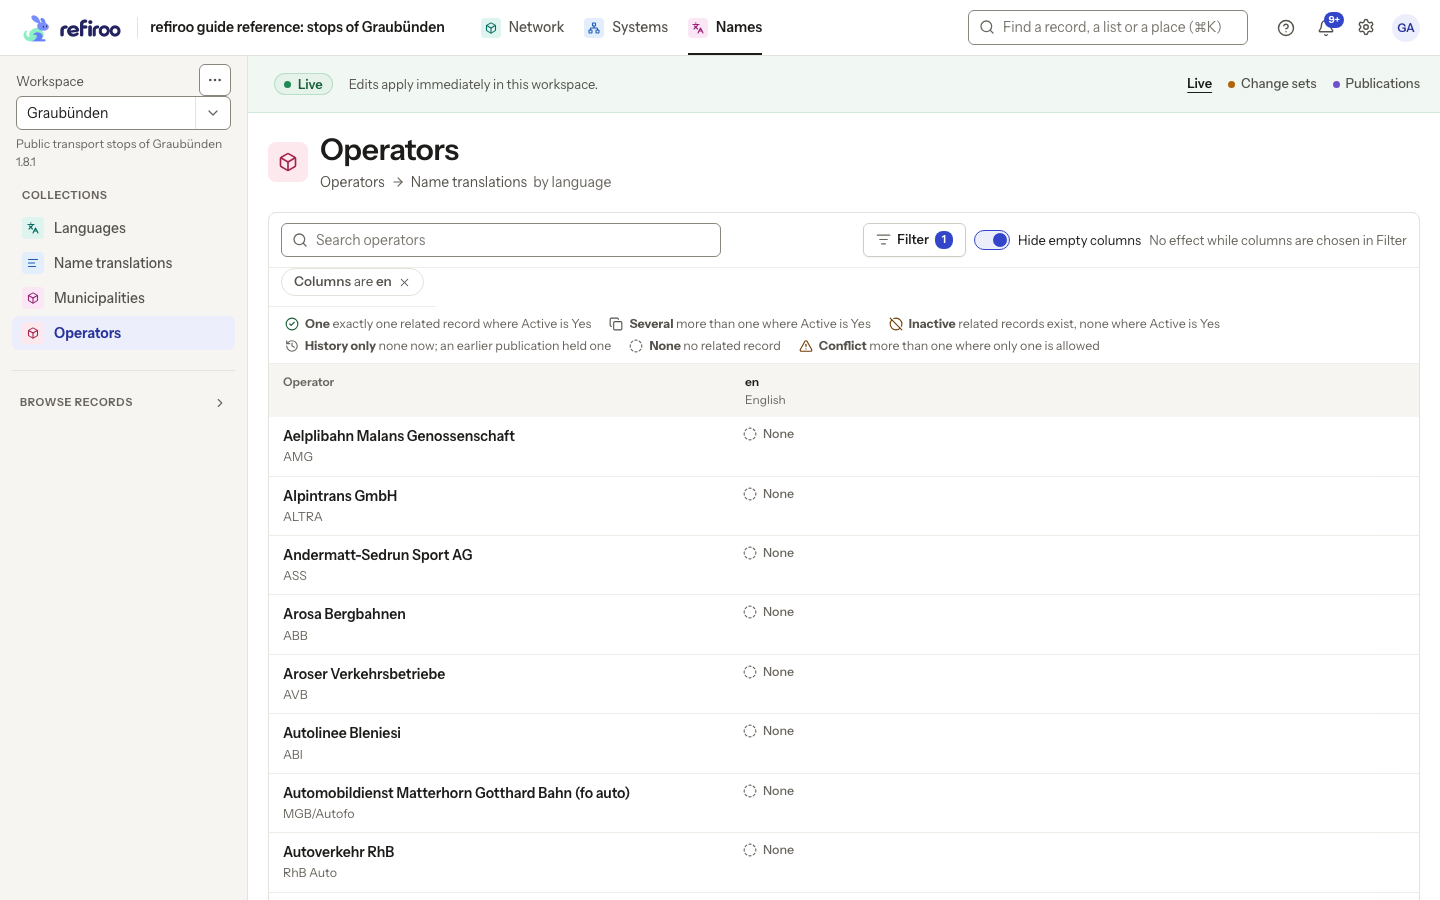 refiroo
refiroo guide reference: stops of Graubünden
Network
Systems
Names
Find a record, a list or a place (⌘K)
9+
GA
Workspace
Graubünden
Public transport stops of Graubünden
1.8.1
COLLECTIONS
Languages
Name translations
Municipalities
Operators
BROWSE RECORDS
Live
Edits apply immediately in this workspace.
Live
Change sets
Publications
Operators
Operators → Name translations by language
Search operators
Filter 1
Hide empty columns
No effect while columns are chosen in Filter
Columns are en
One exactly one related record where Active is Yes
Several more than one where Active is Yes
Inactive related records exist, none where Active is Yes
History only none now; an earlier publication held one
None no related record
Conflict more than one where only one is allowed
Operator
en
English
Aelplibahn Malans Genossenschaft
AMG
None
Alpintrans GmbH
ALTRA
None
Andermatt-Sedrun Sport AG
ASS
None
Arosa Bergbahnen
ABB
None
Aroser Verkehrsbetriebe
AVB
None
Autolinee Bleniesi
ABl
None
Automobildienst Matterhorn Gotthard Bahn (fo auto)
MGB/Autofo
None
Autoverkehr RhB
RhB Auto
None